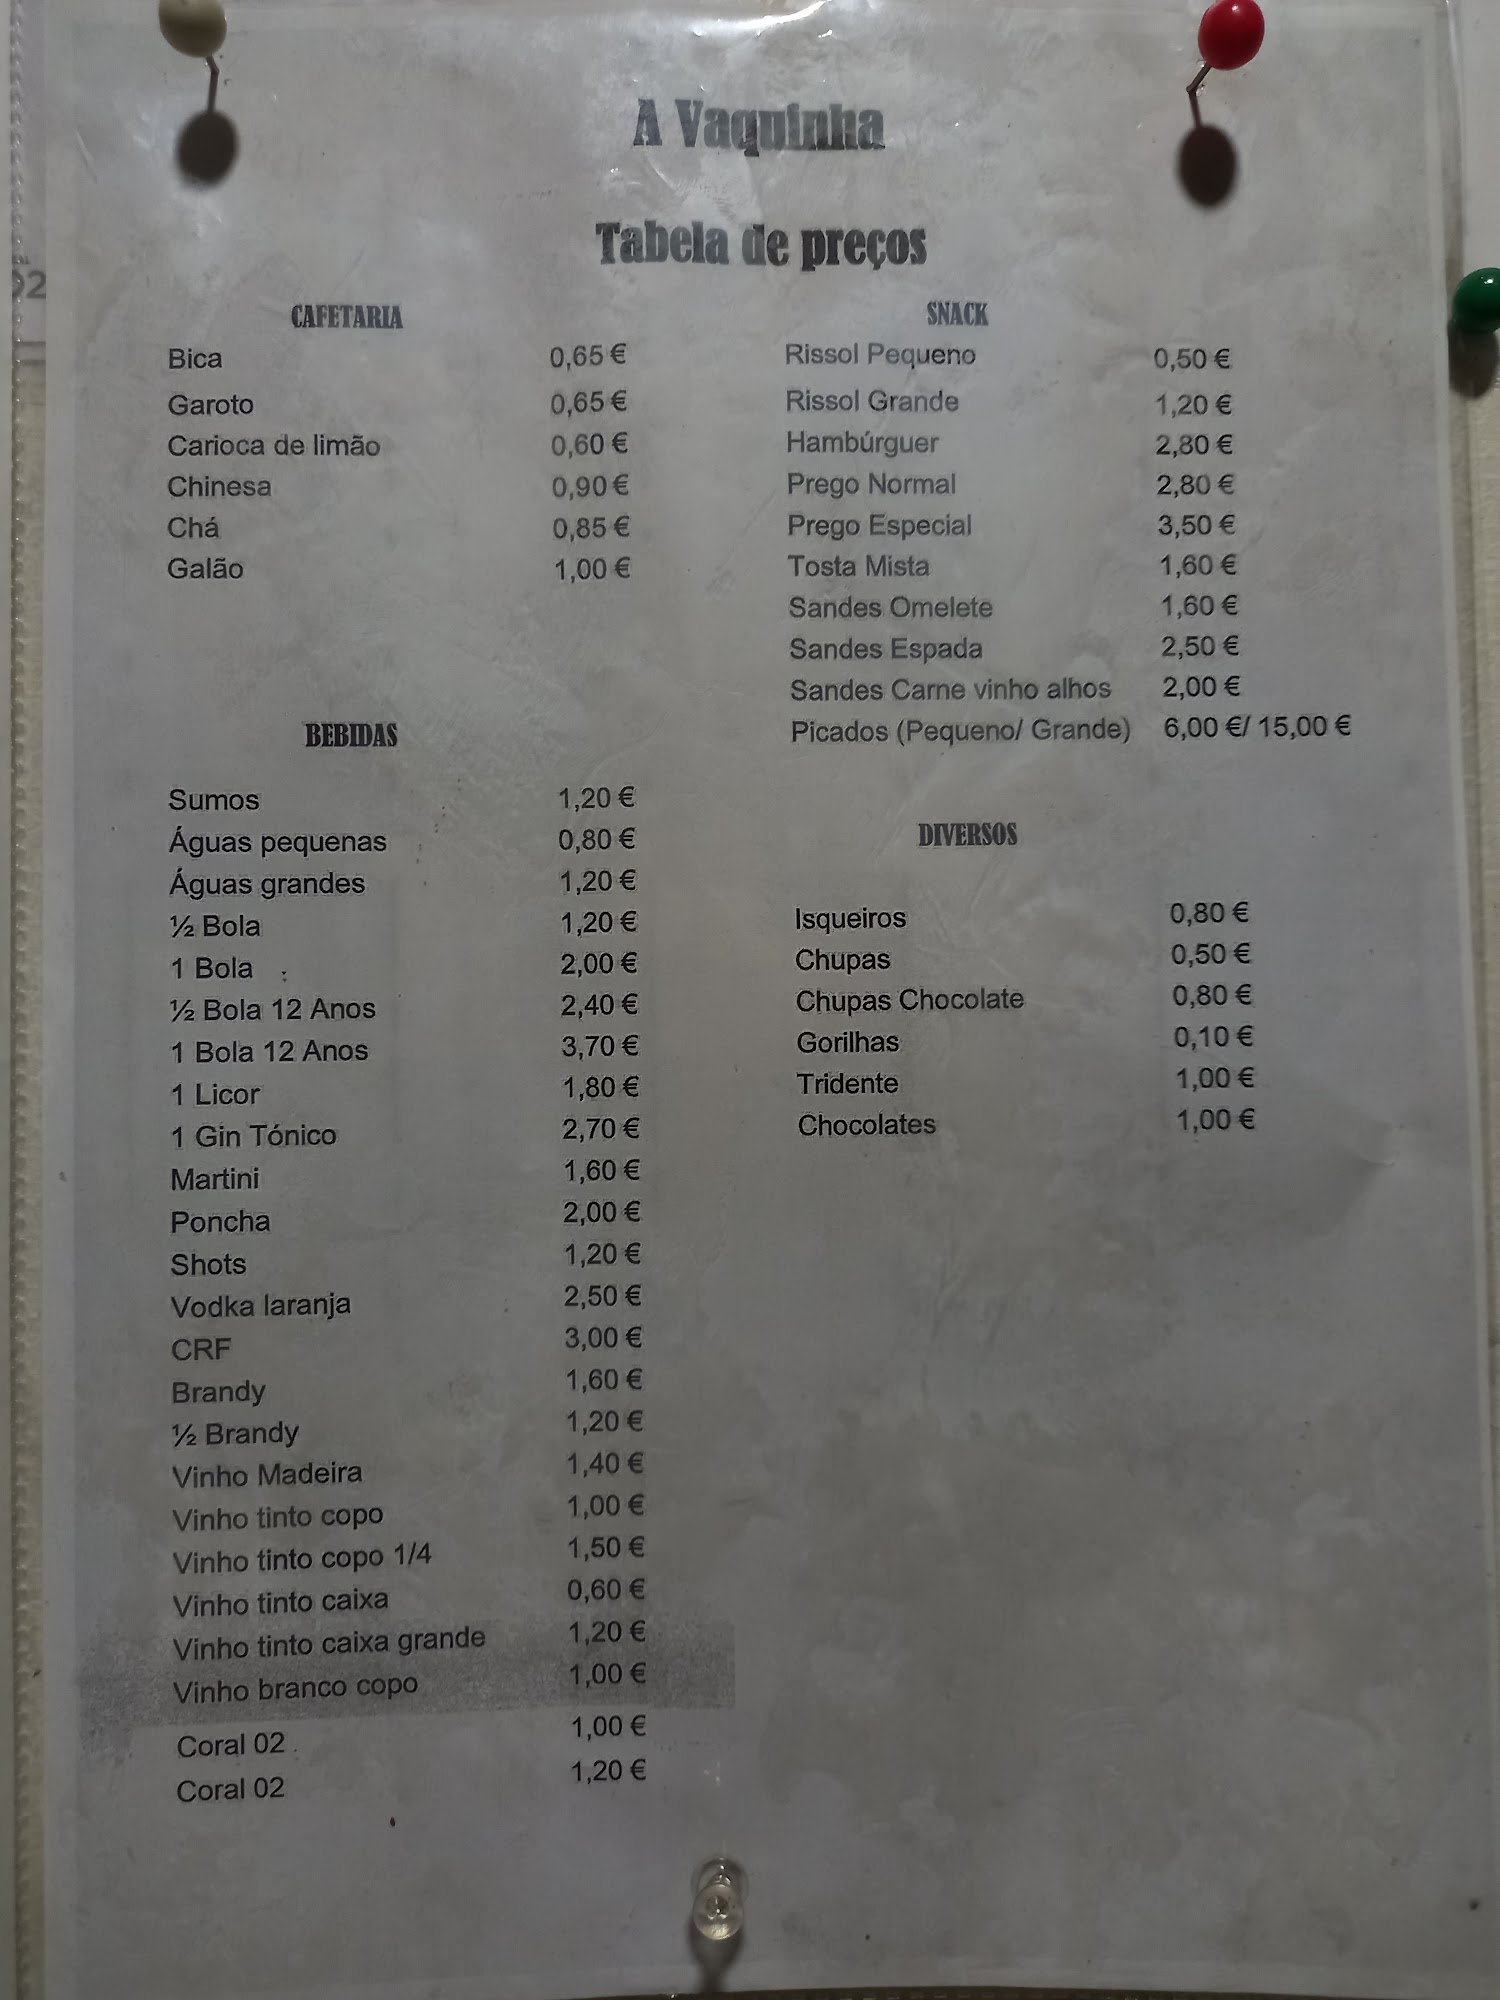 A Vaquinha
Tabela de preços
CAFETARIA
Bica 0,65 €
Garoto 0,65 €
Carioca de limão 0,60 €
Chinesa 0,90 €
Chá 0,85 €
Galão 1,00 €
BEBIDAS
Sumos 1,20 €
Águas pequenas 0,80 €
Águas grandes 1,20 €
½ Bola 1,20 €
1 Bola 2,00 €
½ Bola 12 Anos 2,40 €
1 Bola 12 Anos 3,70 €
1 Licor 1,80 €
1 Gin Tónico 2,70 €
Martini 1,60 €
Poncha 2,00 €
Shots 1,20 €
Vodka laranja 2,50 €
CRF 3,00 €
Brandy 1,60 €
½ Brandy 1,20 €
Vinho Madeira 1,40 €
Vinho tinto copo 1,00 €
Vinho tinto copo 1/4 1,50 €
Vinho tinto caixa 0,60 €
Vinho tinto caixa grande 1,20 €
Vinho branco copo 1,00 €
Coral 02 1,00 €
Coral 02 1,20 €
SNACK
Rissol Pequeno 0,50 €
Rissol Grande 1,20 €
Hambúrguer 2,80 €
Prego Normal 2,80 €
Prego Especial 3,50 €
Tosta Mista 1,60 €
Sandes Omelete 1,60 €
Sandes Espada 2,50 €
Sandes Carne vinho alhos 2,00 €
Picados (Pequeno/ Grande) 6,00 €/ 15,00 €
DIVERSOS
Isqueiros 0,80 €
Chupas 0,50 €
Chupas Chocolate 0,80 €
Gorilhas 0,10 €
Tridente 1,00 €
Chocolates 1,00 €